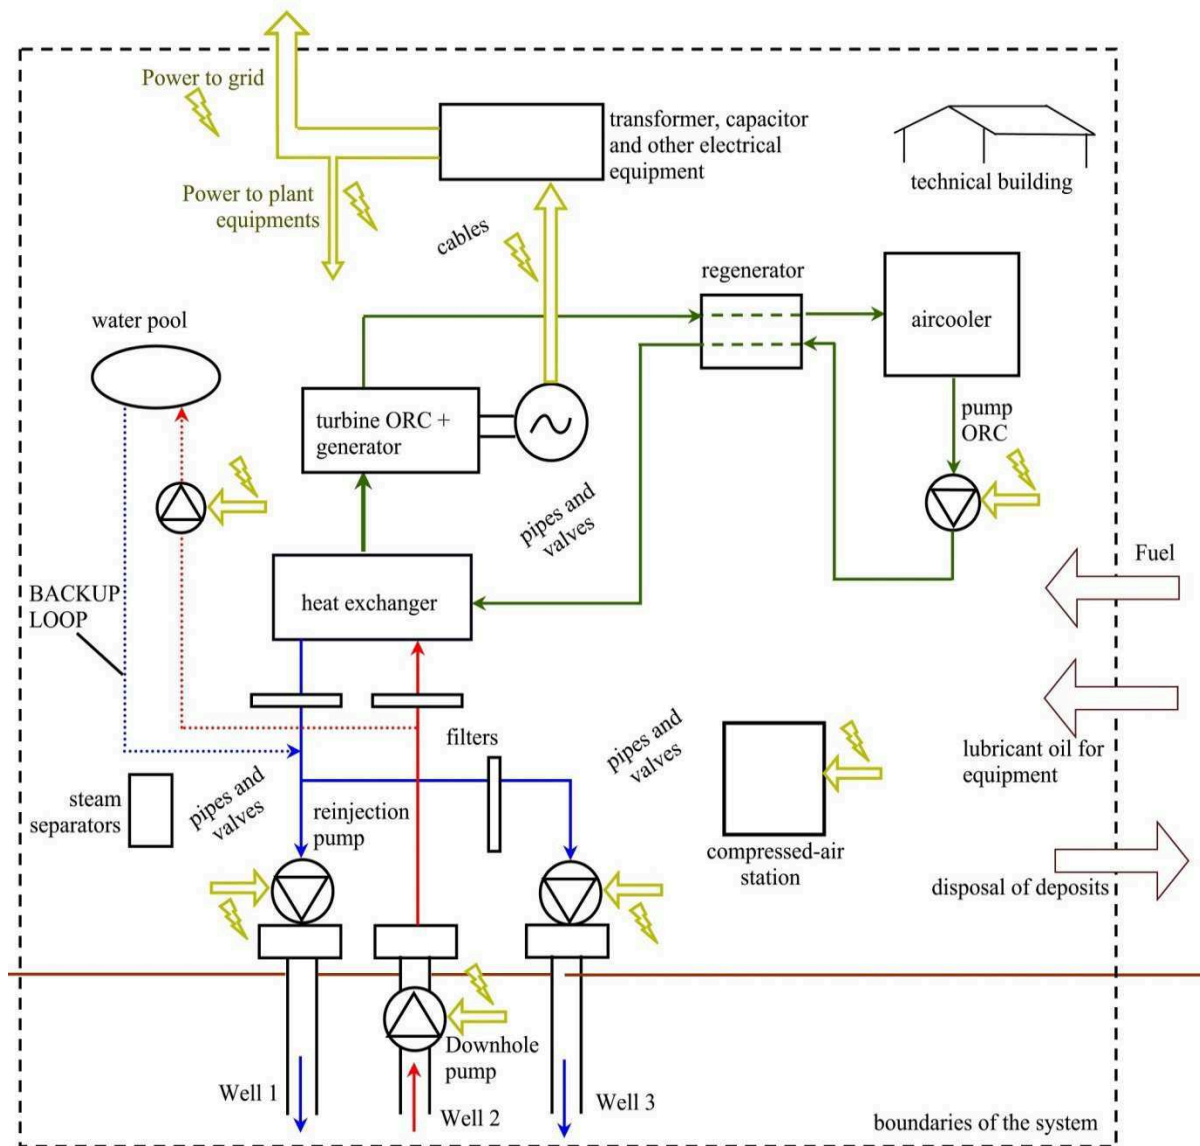 Power to grid
transformer, capacitor
and other electrical
equipment
technical building
Power to plant
equipments
cables
regenerator
water pool
aircooler
turbine ORC +
generator
pump
ORC
pipes and
valves
Fuel
heat exchanger
BACKUP
LOOP
filters
pipes and
valves
lubricant oil for
equipment
steam
separators
pipes and
valves
reinjection
pump
compressed-air
station
disposal of deposits
Downhole
pump
Well 1
Well 2
Well 3
boundaries of the system